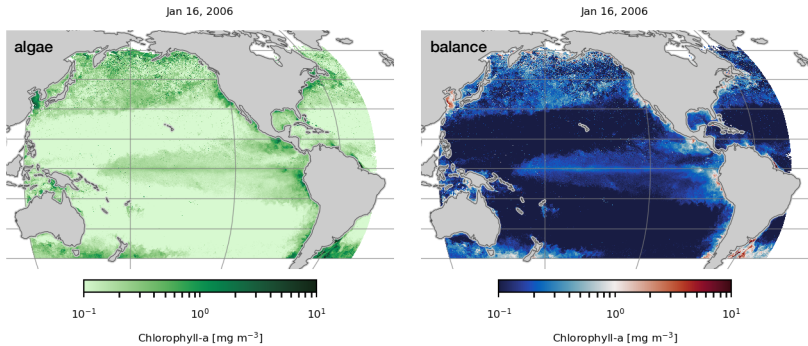 Jan 16, 2006
algae
10⁻¹ 10⁰ 10¹
Chlorophyll-a [mg m⁻³]
Jan 16, 2006
balance
10⁻¹ 10⁰ 10¹
Chlorophyll-a [mg m⁻³]